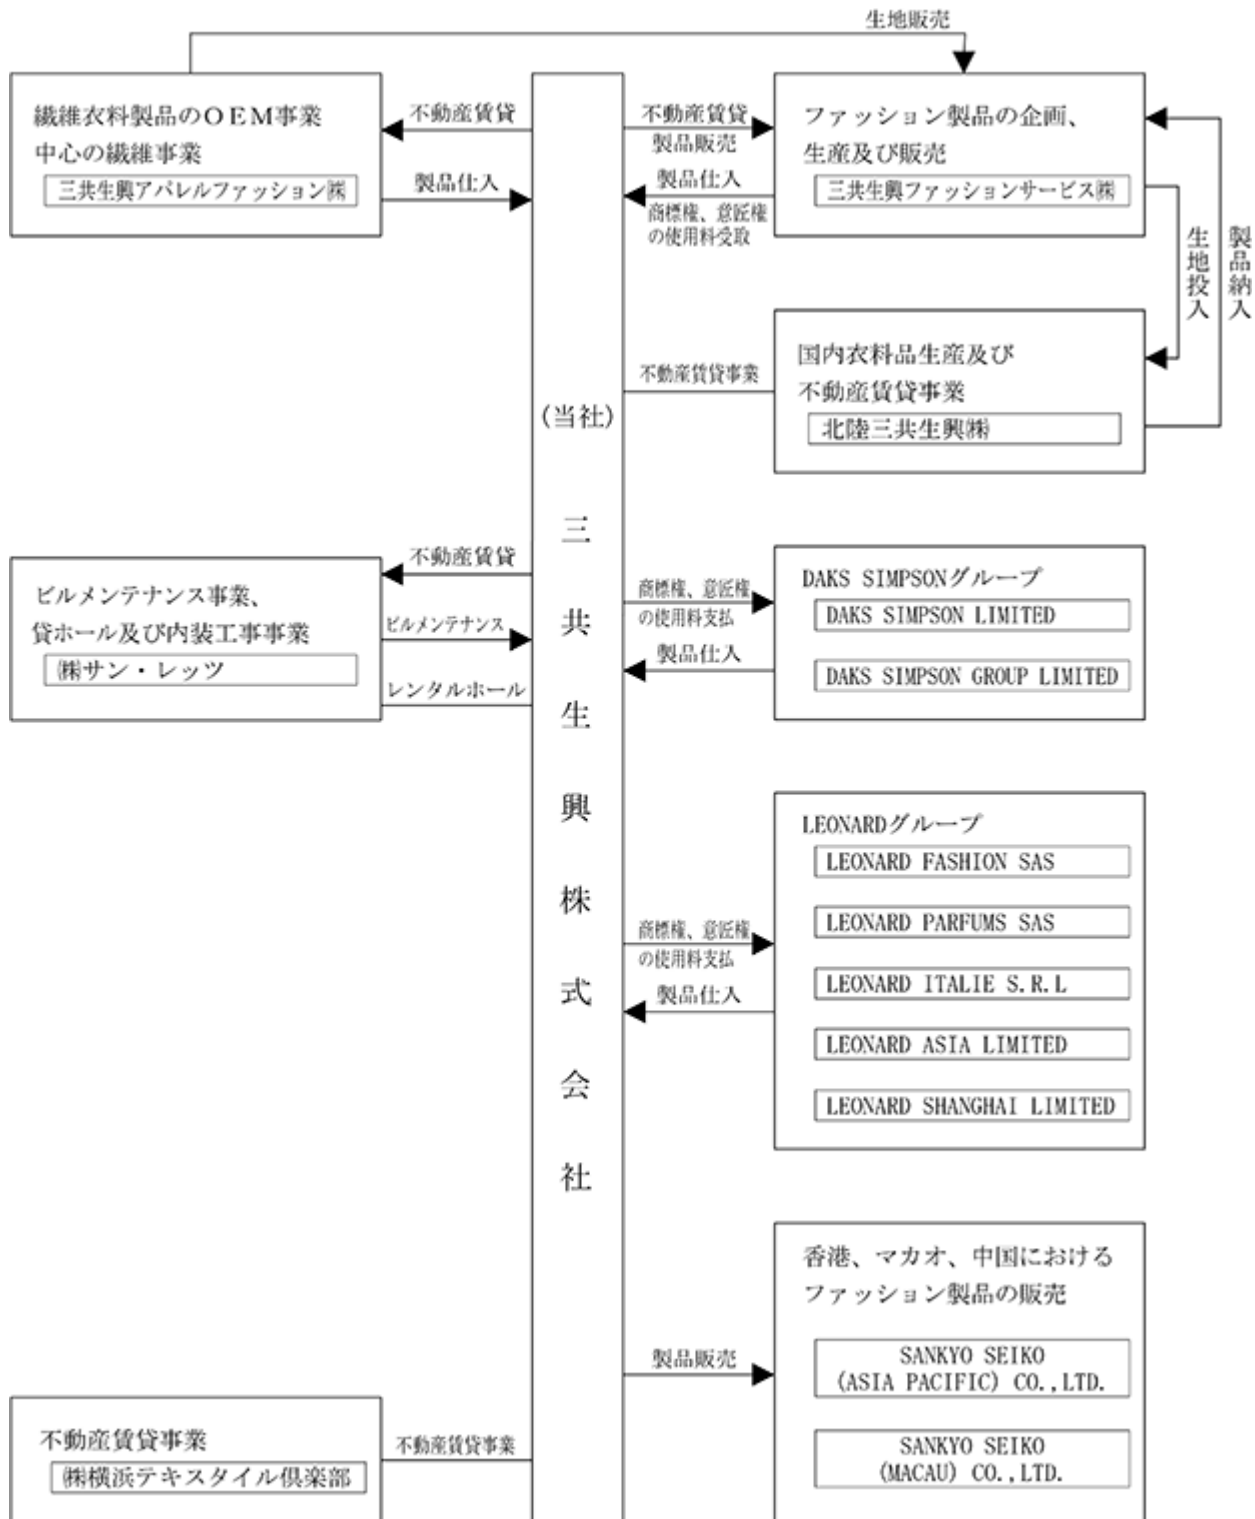 生地販売
繊維衣料製品のOEM事業
中心の繊維事業
三共生興アパレルファッション㈱
不動産賃貸
製品仕入
不動産賃貸
製品販売
製品仕入
商標権、意匠権
の使用料受取
ファッション製品の企画、
生産及び販売
三共生興ファッションサービス㈱
生地投入
製品納入
国内衣料品生産及び
不動産賃貸事業
北陸三共生興㈱
不動産賃貸事業
(当社)
三共生興株式会社
ビルメンテナンス事業、
貸ホール及び内装工事事業
㈱サン・レッツ
不動産賃貸
ビルメンテナンス
レンタルホール
商標権、意匠権
の使用料支払
製品仕入
DAKS SIMPSONグループ
DAKS SIMPSON LIMITED
DAKS SIMPSON GROUP LIMITED
LEONARDグループ
LEONARD FASHION SAS
LEONARD PARFUMS SAS
LEONARD ITALIE S.R.L
LEONARD ASIA LIMITED
LEONARD SHANGHAI LIMITED
商標権、意匠権
の使用料支払
製品仕入
香港、マカオ、中国における
ファッション製品の販売
SANKYO SEIKO
(ASIA PACIFIC) CO.,LTD.
SANKYO SEIKO
(MACAU) CO.,LTD.
製品販売
不動産賃貸事業
㈱横浜テキスタイル倶楽部
不動産賃貸事業